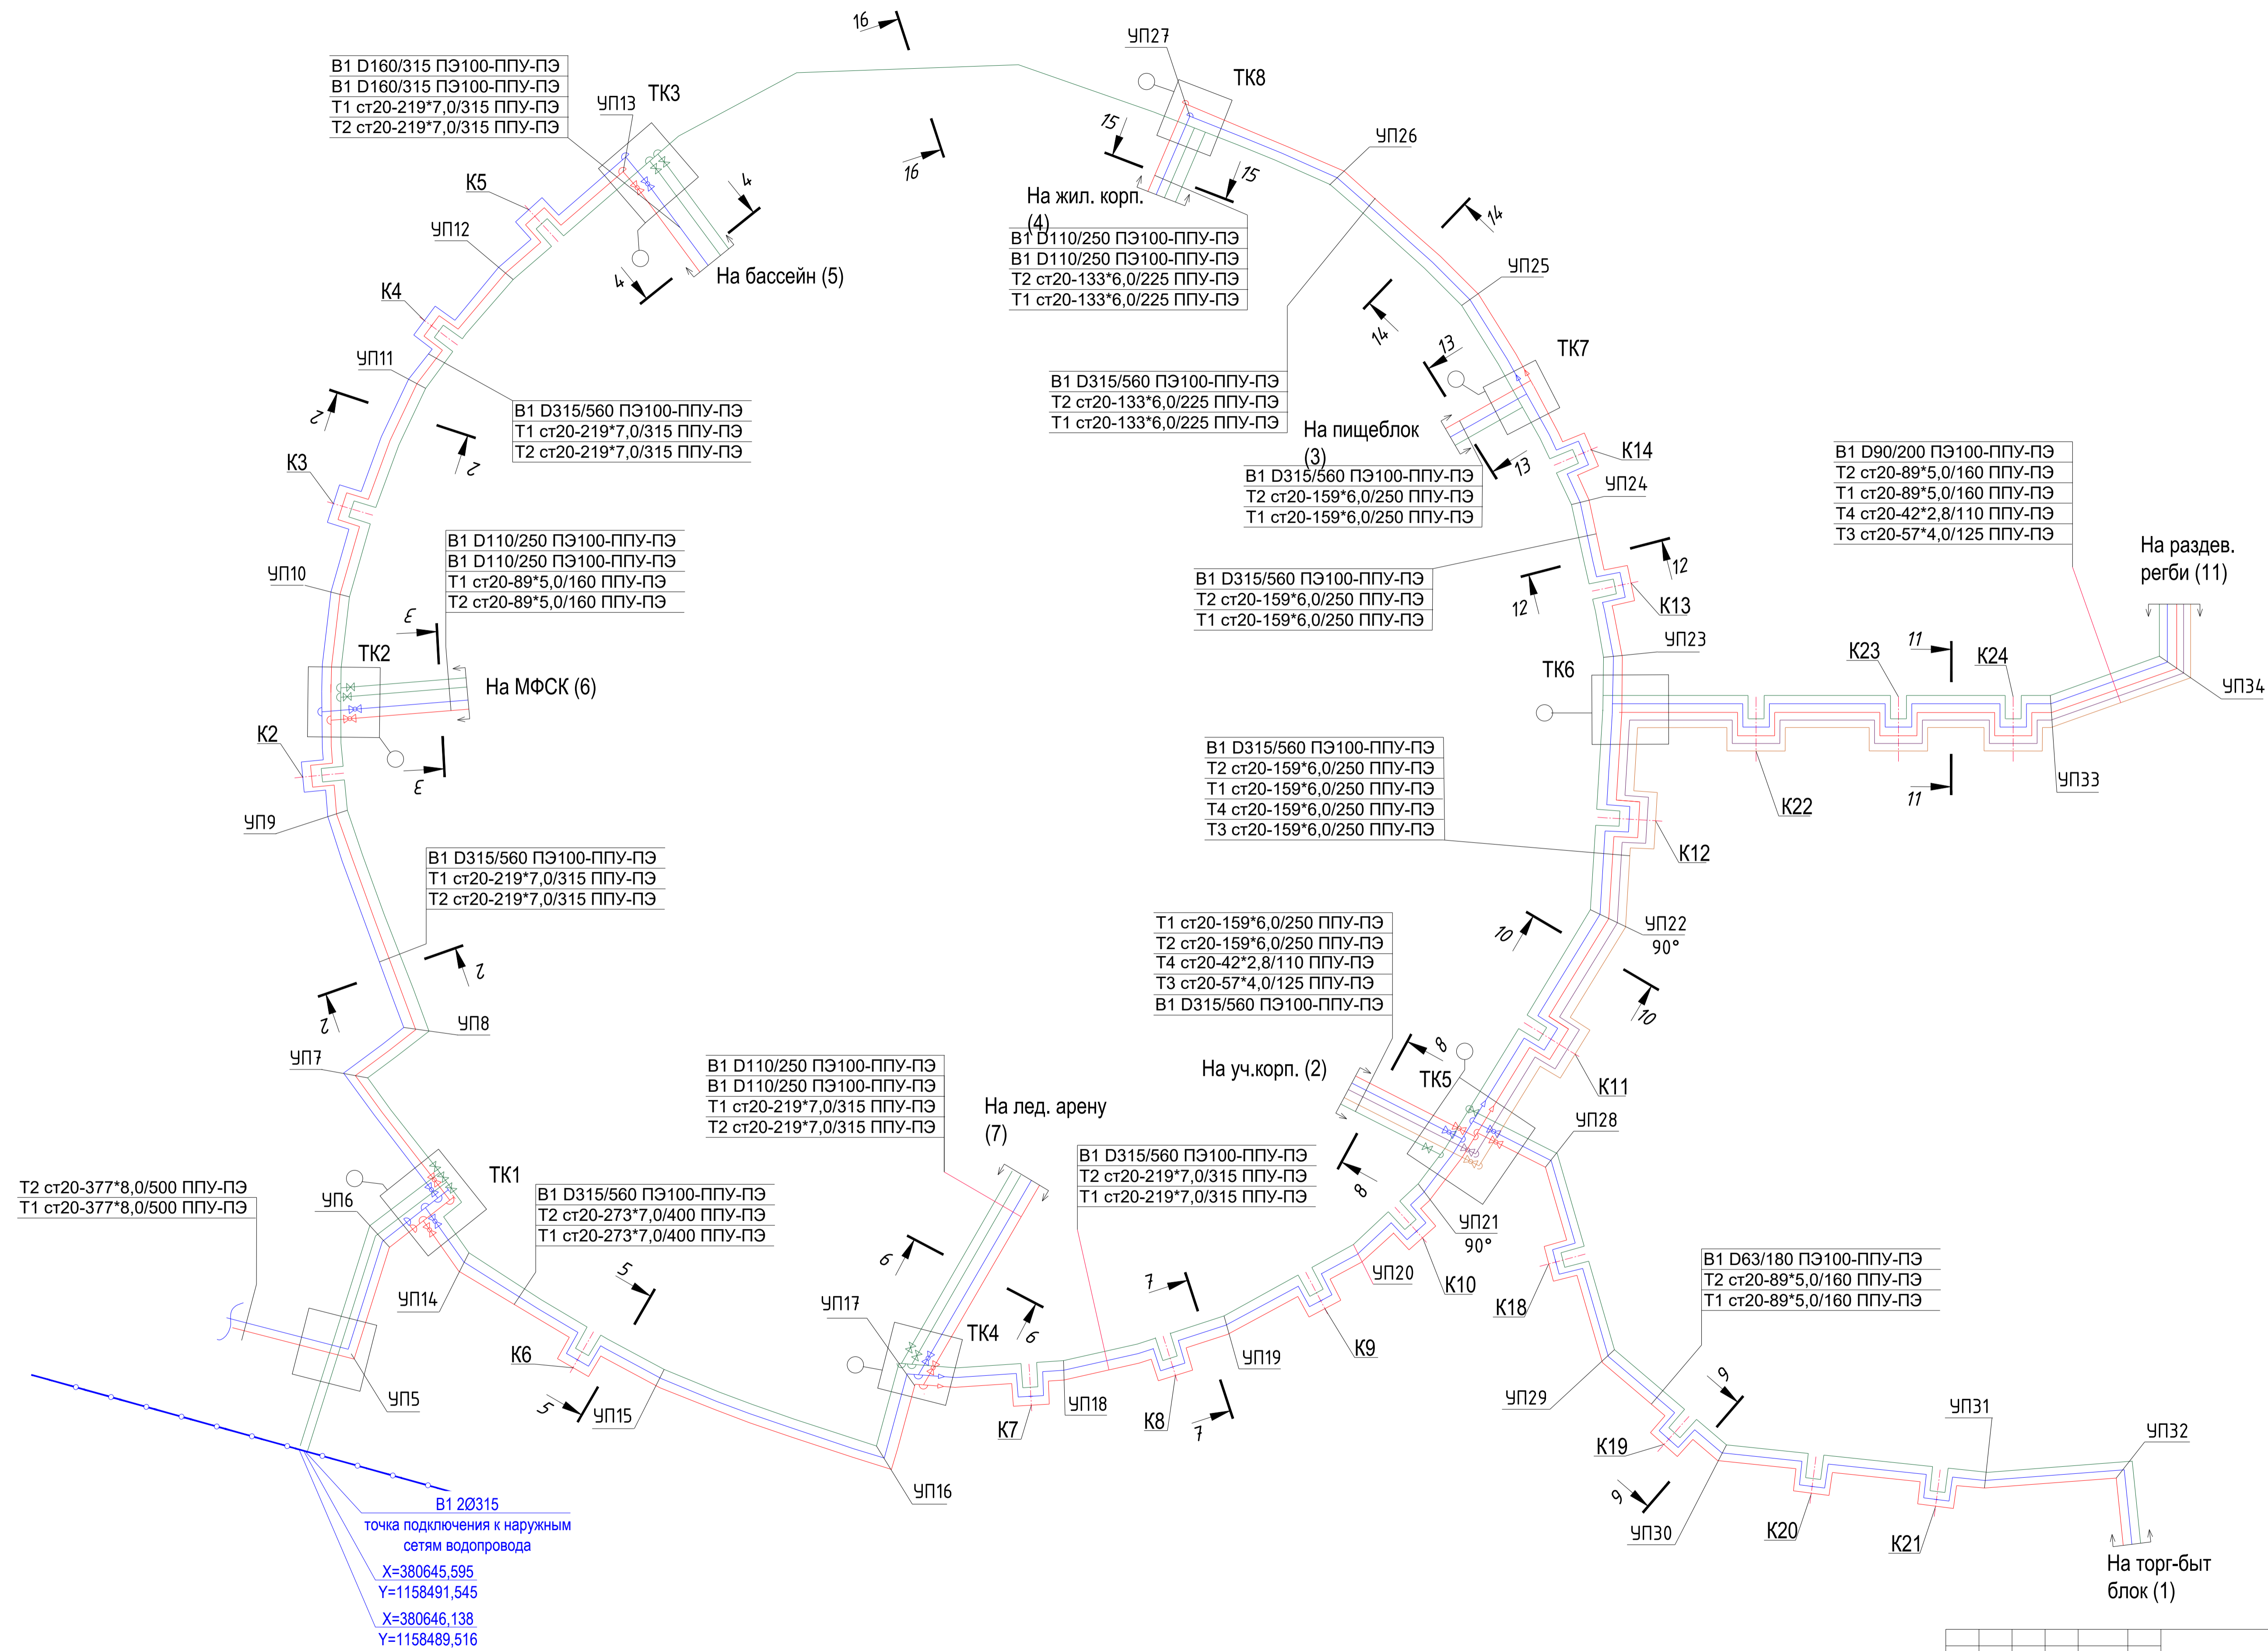 16
УП27
ТК8
В1 D160/315 ПЭ100-ППУ-ПЭ
В1 D160/315 ПЭ100-ППУ-ПЭ
Т1 ст20-219*7,0/315 ППУ-ПЭ
Т2 ст20-219*7,0/315 ППУ-ПЭ
УП13
ТК3
15
16
15
УП26
К5
4
На жил. корп.
(4)
14
УП12
4
На бассейн (5)
В1 D110/250 ПЭ100-ППУ-ПЭ
В1 D110/250 ПЭ100-ППУ-ПЭ
Т2 ст20-133*6,0/225 ППУ-ПЭ
Т1 ст20-133*6,0/225 ППУ-ПЭ
УП25
К4
14
13
ТК7
УП11
2
2
В1 D315/560 ПЭ100-ППУ-ПЭ
Т1 ст20-219*7,0/315 ППУ-ПЭ
Т2 ст20-219*7,0/315 ППУ-ПЭ
В1 D315/560 ПЭ100-ППУ-ПЭ
Т2 ст20-133*6,0/225 ППУ-ПЭ
Т1 ст20-133*6,0/225 ППУ-ПЭ
На пищеблок
(3)
13
К14
В1 D315/560 ПЭ100-ППУ-ПЭ
Т2 ст20-159*6,0/250 ППУ-ПЭ
Т1 ст20-159*6,0/250 ППУ-ПЭ
УП24
В1 D90/200 ПЭ100-ППУ-ПЭ
Т2 ст20-89*5,0/160 ППУ-ПЭ
Т1 ст20-89*5,0/160 ППУ-ПЭ
Т4 ст20-42*2,8/110 ППУ-ПЭ
Т3 ст20-57*4,0/125 ППУ-ПЭ
На раздев.
регби (11)
К3
В1 D110/250 ПЭ100-ППУ-ПЭ
В1 D110/250 ПЭ100-ППУ-ПЭ
Т1 ст20-89*5,0/160 ППУ-ПЭ
Т2 ст20-89*5,0/160 ППУ-ПЭ
УП10
3
В1 D315/560 ПЭ100-ППУ-ПЭ
Т2 ст20-159*6,0/250 ППУ-ПЭ
Т1 ст20-159*6,0/250 ППУ-ПЭ
12
12
К13
УП23
ТК2
На МФСК (6)
ТК6
К23
11
К24
УП34
К2
3
УП9
В1 D315/560 ПЭ100-ППУ-ПЭ
Т2 ст20-159*6,0/250 ППУ-ПЭ
Т1 ст20-159*6,0/250 ППУ-ПЭ
Т4 ст20-159*6,0/250 ППУ-ПЭ
Т3 ст20-159*6,0/250 ППУ-ПЭ
К22
11
УП33
К12
В1 D315/560 ПЭ100-ППУ-ПЭ
Т1 ст20-219*7,0/315 ППУ-ПЭ
Т2 ст20-219*7,0/315 ППУ-ПЭ
2
2
Т1 ст20-159*6,0/250 ППУ-ПЭ
Т2 ст20-159*6,0/250 ППУ-ПЭ
Т4 ст20-42*2,8/110 ППУ-ПЭ
Т3 ст20-57*4,0/125 ППУ-ПЭ
В1 D315/560 ПЭ100-ППУ-ПЭ
10
УП22
90°
10
УП8
УП7
В1 D110/250 ПЭ100-ППУ-ПЭ
В1 D110/250 ПЭ100-ППУ-ПЭ
Т1 ст20-219*7,0/315 ППУ-ПЭ
Т2 ст20-219*7,0/315 ППУ-ПЭ
На лед. арену
(7)
На уч.корп. (2)
8
ТК5
К11
УП28
8
Т2 ст20-377*8,0/500 ППУ-ПЭ
Т1 ст20-377*8,0/500 ППУ-ПЭ
УП6
ТК1
В1 D315/560 ПЭ100-ППУ-ПЭ
Т2 ст20-273*7,0/400 ППУ-ПЭ
Т1 ст20-273*7,0/400 ППУ-ПЭ
В1 D315/560 ПЭ100-ППУ-ПЭ
Т2 ст20-219*7,0/315 ППУ-ПЭ
Т1 ст20-219*7,0/315 ППУ-ПЭ
УП21
90°
6
5
УП14
7
УП20
К10
К18
В1 D63/180 ПЭ100-ППУ-ПЭ
Т2 ст20-89*5,0/160 ППУ-ПЭ
Т1 ст20-89*5,0/160 ППУ-ПЭ
УП17
ТК4
6
К6
УП5
5
УП15
К7
УП18
К8
7
УП19
К9
УП29
9
К19
УП31
УП32
УП16
9
УП30
К20
К21
В1 2Ø315
точка подключения к наружным
сетям водопровода
X=380645,595
Y=1158491,545
X=380646,138
Y=1158489,516
На торг-быт
блок (1)